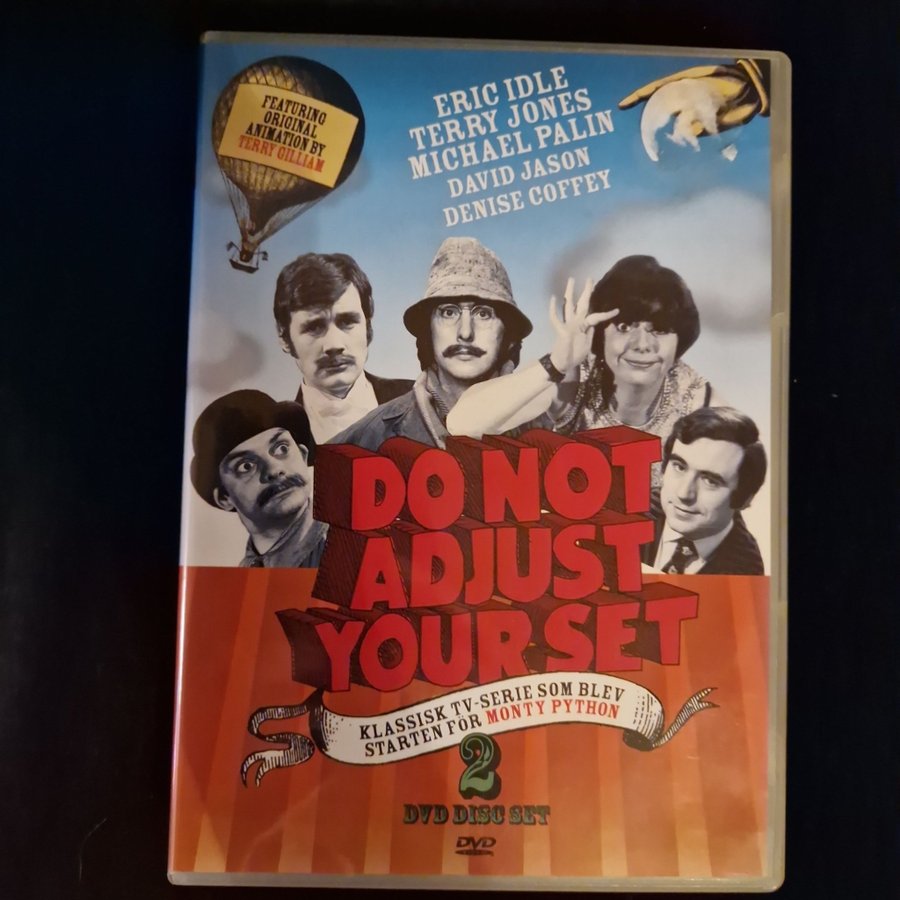 FEATURING
ORIGINAL
ANIMATION BY
TERRY GILLIAM
ERIC IDLE
TERRY JONES
MICHAEL PALIN
DAVID JASON
DENISE COFFEY
DO NOT
ADJUST
YOUR SET
KLASSISK TV-SERIE SOM BLEV
STARTEN FÖR MONTY PYTHON
2
DVD DISC SET
DVD
VIDEO